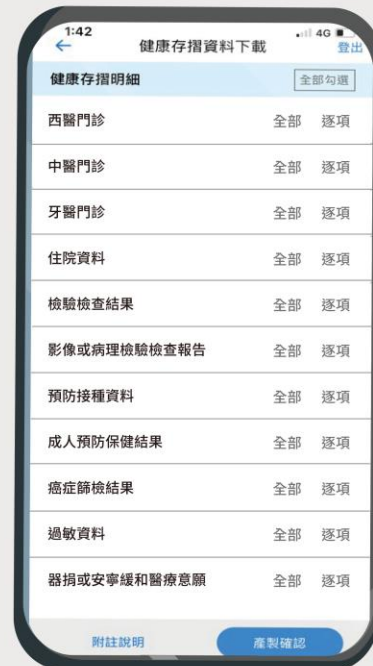 1:42 4G
健康存摺資料下載 登出
健康存摺明細 全部勾選
西醫門診 全部 逐項
中醫門診 全部 逐項
牙醫門診 全部 逐項
住院資料 全部 逐項
檢驗檢查結果 全部 逐項
影像或病理檢驗檢查報告 全部 逐項
預防接種資料 全部 逐項
成人預防保健結果 全部 逐項
癌症篩檢結果 全部 逐項
過敏資料 全部 逐項
器捐或安寧緩和醫療意願 全部 逐項
附註說明 產製確認